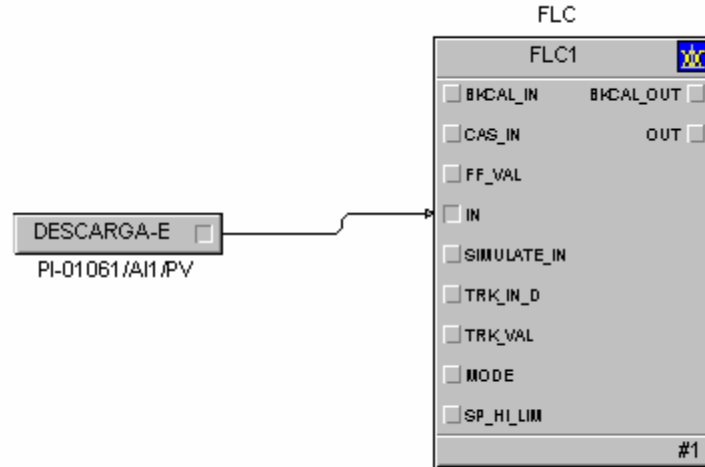 FLC
FLC1
BKCAL_IN BKCAL_OUT
CAS_IN OUT
FF_VAL
IN
DESCARGA-E
PI-01061/AI1/PV
SIMULATE_IN
TRK_IN_D
TRK_VAL
MODE
SP_HI_LIM
#1